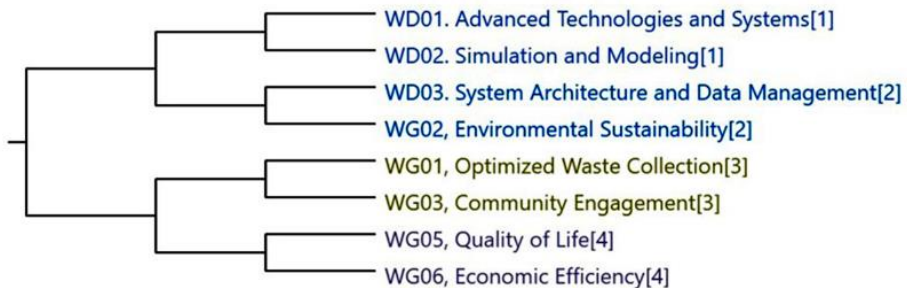 WD01. Advanced Technologies and Systems[1]
WD02. Simulation and Modeling[1]
WD03. System Architecture and Data Management[2]
WG02, Environmental Sustainability[2]
WG01, Optimized Waste Collection[3]
WG03, Community Engagement[3]
WG05, Quality of Life[4]
WG06, Economic Efficiency[4]